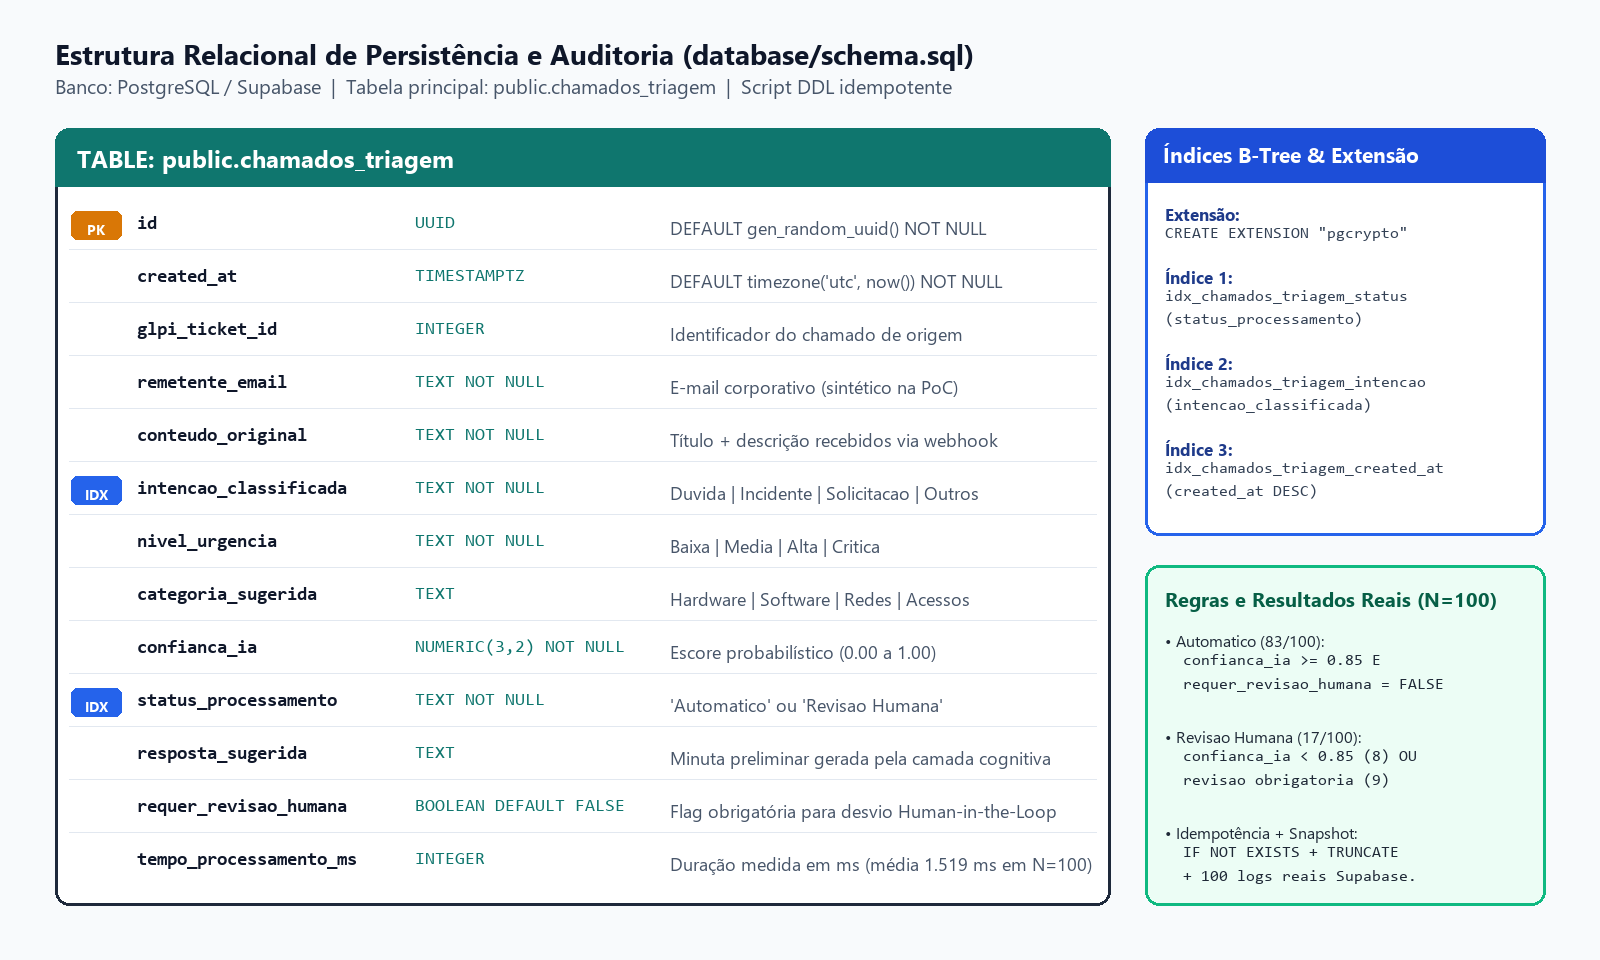 Estrutura Relacional de Persistência e Auditoria (database/schema.sql)
Banco: PostgreSQL / Supabase | Tabela principal: public.chamados_triagem | Script DDL idempotente
TABLE: public.chamados_triagem
PK id UUID DEFAULT gen_random_uuid() NOT NULL
created_at TIMESTAMPTZ DEFAULT timezone('utc', now()) NOT NULL
glpi_ticket_id INTEGER Identificador do chamado de origem
remetente_email TEXT NOT NULL E-mail corporativo (sintético na PoC)
conteudo_original TEXT NOT NULL Título + descrição recebidos via webhook
IDX intencao_classificada TEXT NOT NULL Duvida | Incidente | Solicitacao | Outros
nivel_urgencia TEXT NOT NULL Baixa | Media | Alta | Critica
categoria_sugerida TEXT Hardware | Software | Redes | Acessos
confianca_ia NUMERIC(3,2) NOT NULL Escore probabilístico (0.00 a 1.00)
IDX status_processamento TEXT NOT NULL 'Automatico' ou 'Revisao Humana'
resposta_sugerida TEXT Minuta preliminar gerada pela camada cognitiva
requer_revisao_humana BOOLEAN DEFAULT FALSE Flag obrigatória para desvio Human-in-the-Loop
tempo_processamento_ms INTEGER Duração medida em ms (média 1.519 ms em N=100)
Índices B-Tree & Extensão
Extensão:
CREATE EXTENSION "pgcrypto"
Índice 1:
idx_chamados_triagem_status
(status_processamento)
Índice 2:
idx_chamados_triagem_intencao
(intencao_classificada)
Índice 3:
idx_chamados_triagem_created_at
(created_at DESC)
Regras e Resultados Reais (N=100)
• Automatico (83/100):
confianca_ia >= 0.85 E
requer_revisao_humana = FALSE
• Revisao Humana (17/100):
confianca_ia < 0.85 (8) OU
revisao obrigatoria (9)
• Idempotência + Snapshot:
IF NOT EXISTS + TRUNCATE
+ 100 logs reais Supabase.